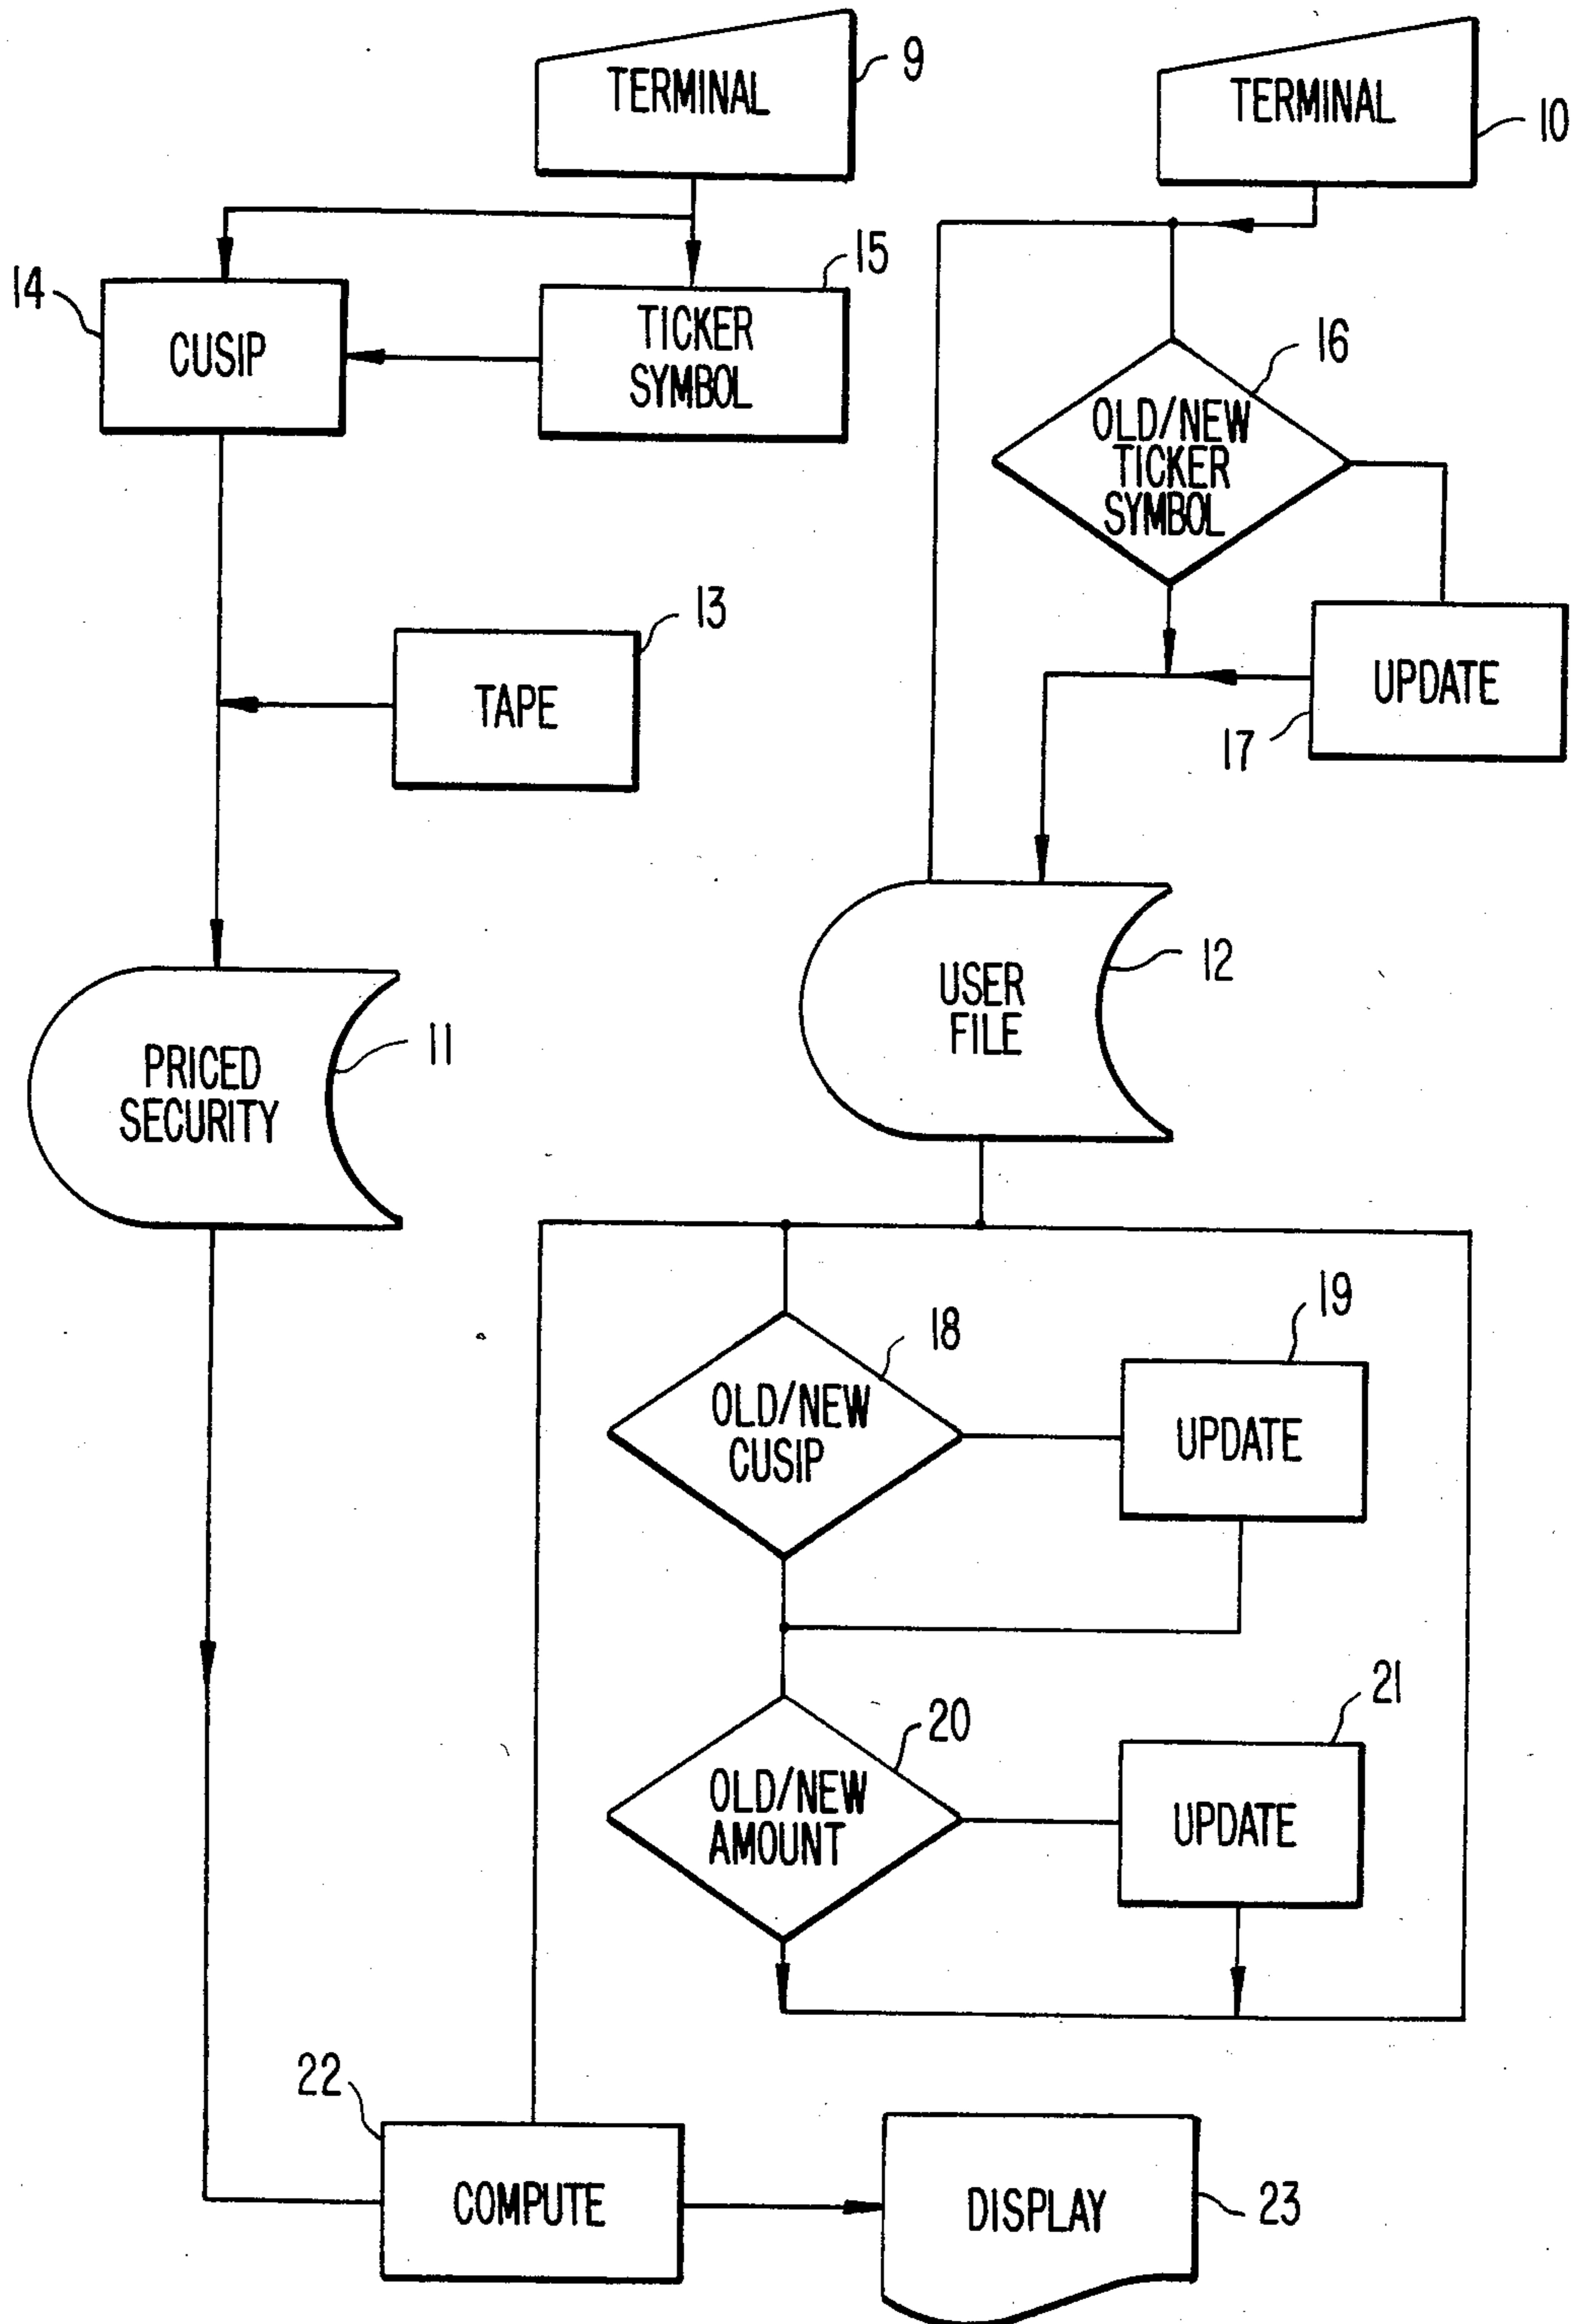 TERMINAL
9
TERMINAL
10
14
CUSIP
15
TICKER
SYMBOL
16
OLD/NEW
TICKER
SYMBOL
13
TAPE
UPDATE
17
PRICED
SECURITY
11
USER
FILE
12
18
OLD/NEW
CUSIP
19
UPDATE
20
OLD/NEW
AMOUNT
21
UPDATE
22
COMPUTE
DISPLAY
23